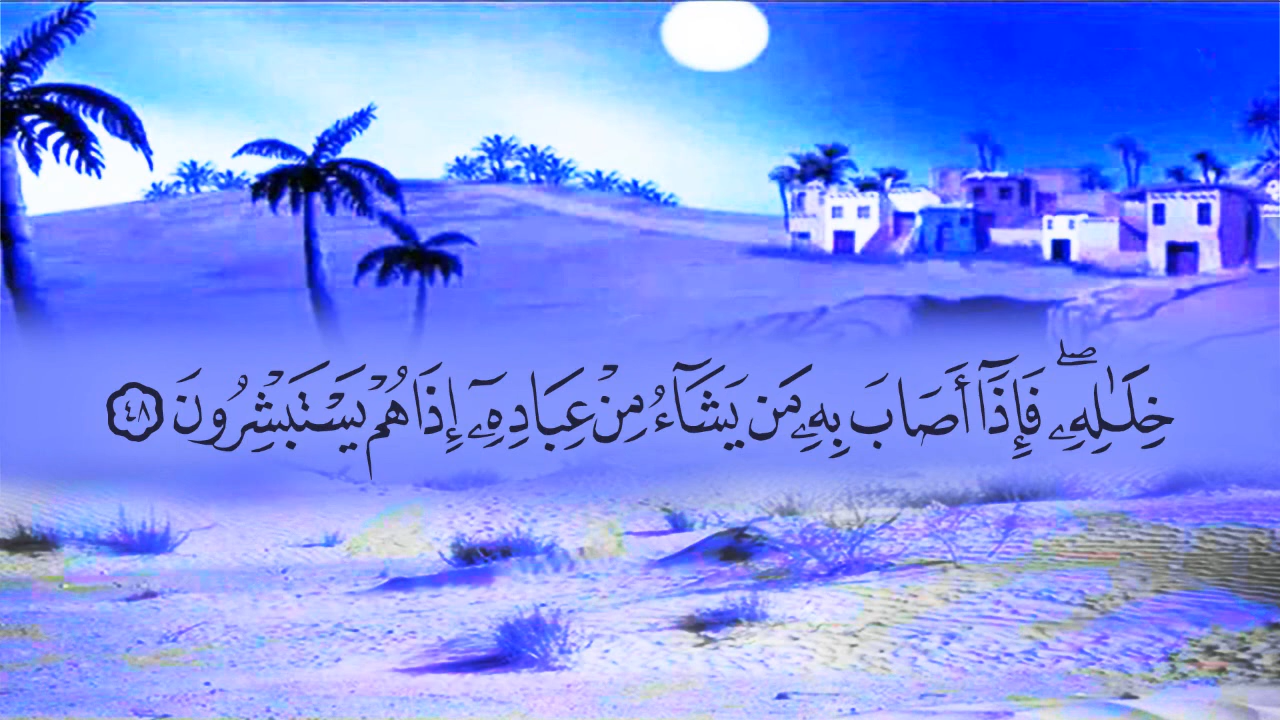 خِلَـٰلِهِۦۖ فَإِذَآ أَصَابَ بِهِۦ مَن يَشَآءُ مِنْ عِبَادِهِۦٓ إِذَا هُمْ يَسْتَبْشِرُونَ ٤٨